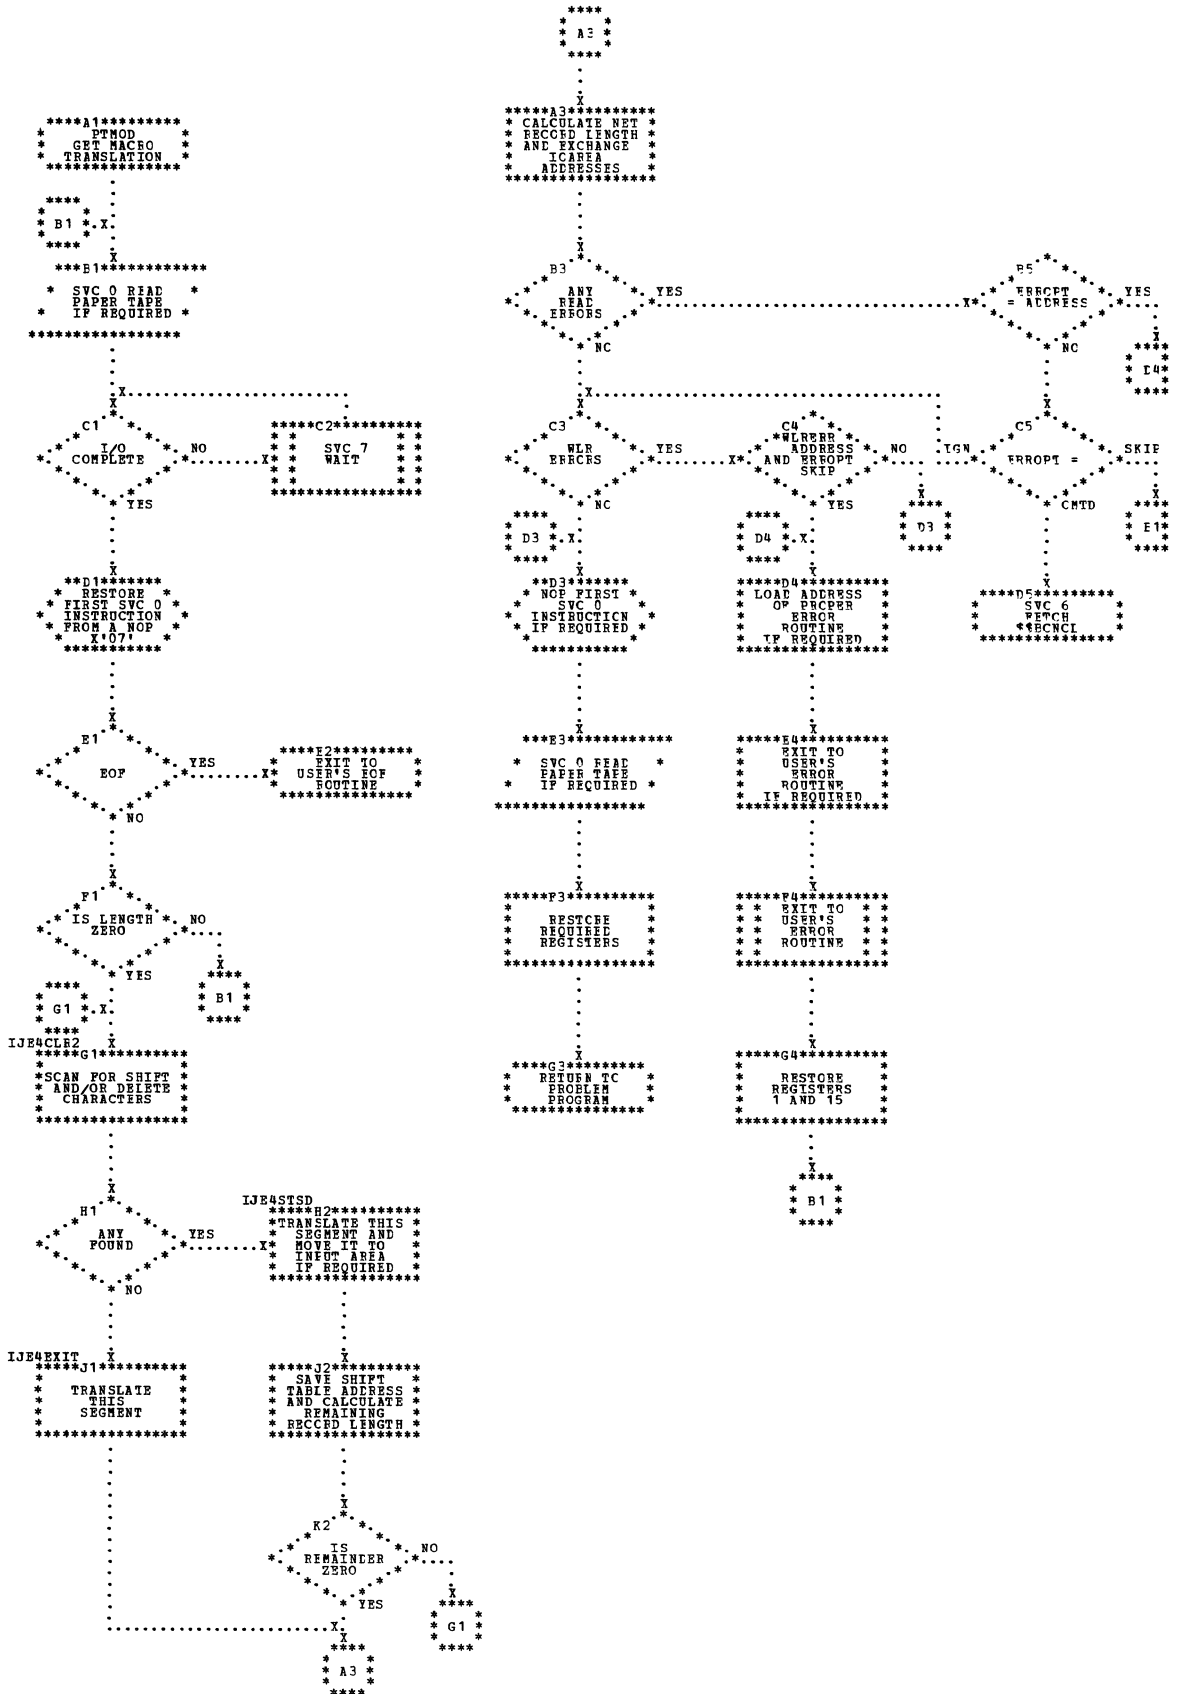 A3
A1
PTMOD
GET MACRO
TRANSLATION
B1
B1
SVC 0 READ
PAPER TAPE
IF REQUIRED
C1
I/O
COMPLETE
NO
YES
C2
SVC 7
WAIT
D1
RESTORE
FIRST SVC 0
INSTRUCTION
FROM A NOP
X'07'
E1
EOF
YES
NO
E2
EXIT TO
USER'S EOF
ROUTINE
F1
IS LENGTH
ZERO
NO
YES
B1
G1
IJE4CLR2
G1
SCAN FOR SHIFT
AND/OR DELETE
CHARACTERS
H1
ANY
FOUND
YES
NO
IJE4STSD
H2
TRANSLATE THIS
SEGMENT AND
MOVE IT TO
INPUT AREA
IF REQUIRED
IJE4EXIT
J1
TRANSLATE
THIS
SEGMENT
J2
SAVE SHIFT
TABLE ADDRESS
AND CALCULATE
REMAINING
RECORD LENGTH
K2
IS
REMAINDER
ZERO
NO
YES
G1
A3
A3
CALCULATE NET
RECORD LENGTH
AND EXCHANGE
ICAREA
ADDRESSES
B3
ANY
READ
ERRORS
YES
NC
B5
ERROPT
= ADDRESS
YES
NO
D4
C3
WLR
ERRORS
YES
NC
C4
WLRERR
ADDRESS
AND ERROPT
SKIP
NO
YES
D3
IGN
C5
ERROPT =
SKIP
CMTD
E1
D3
D3
NOP FIRST
SVC 0
INSTRUCTION
IF REQUIRED
D4
D4
LOAD ADDRESS
OF PROPER
ERROR
ROUTINE
IF REQUIRED
D5
SVC 6
FETCH
$$BCNCL
E3
SVC 0 READ
PAPER TAPE
IF REQUIRED
E4
EXIT TO
USER'S
ERROR
ROUTINE
IF REQUIRED
F3
RESTORE
REQUIRED
REGISTERS
F4
EXIT TO
USER'S
ERROR
ROUTINE
G3
RETURN TC
PROBLEM
PROGRAM
G4
RESTORE
REGISTERS
1 AND 15
B1